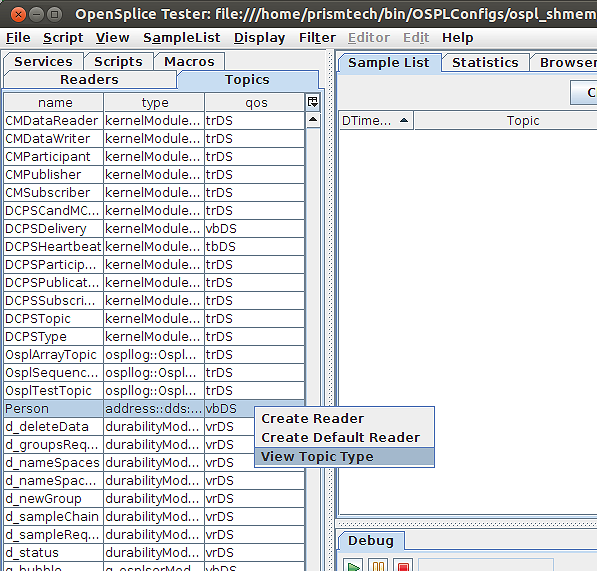 OpenSplice Tester: file:///home/prismtech/bin/OSPLConfigs/ospl_shmem
File Script View SampleList Display Filter Editor Edit Help
Services Scripts Macros
Readers Topics
name type qos
CMDataReader kernelModule... trDS
CMDataWriter kernelModule... trDS
CMParticipant kernelModule... trDS
CMPublisher kernelModule... trDS
CMSubscriber kernelModule... trDS
DCPSCandMC... kernelModule... trDS
DCPSDelivery kernelModule... vbDS
DCPSHeartbeat kernelModule... tbDS
DCPSParticip... kernelModule... trDS
DCPSPublicat... kernelModule... trDS
DCPSSubscri... kernelModule... trDS
DCPSTopic kernelModule... trDS
DCPSType kernelModule... trDS
OsplArrayTopic ospllog::Ospl... trDS
OsplSequenc... ospllog::Ospl... trDS
OsplTestTopic ospllog::Ospl... trDS
Person address::dds:... vbDS
d_deleteData durabilityMod... vrDS
d_groupsReq... durabilityMod... vrDS
d_nameSpaces durabilityMod... vrDS
d_nameSpac... durabilityMod... vrDS
d_newGroup durabilityMod... vrDS
d_sampleChain durabilityMod... vrDS
d_sampleReq... durabilityMod... vrDS
d_status durabilityMod... vrDS
q_bubble q_osplserMod... vrDS
Create Reader
Create Default Reader
View Topic Type
Sample List Statistics Browser
C
DTime... Topic
Debug